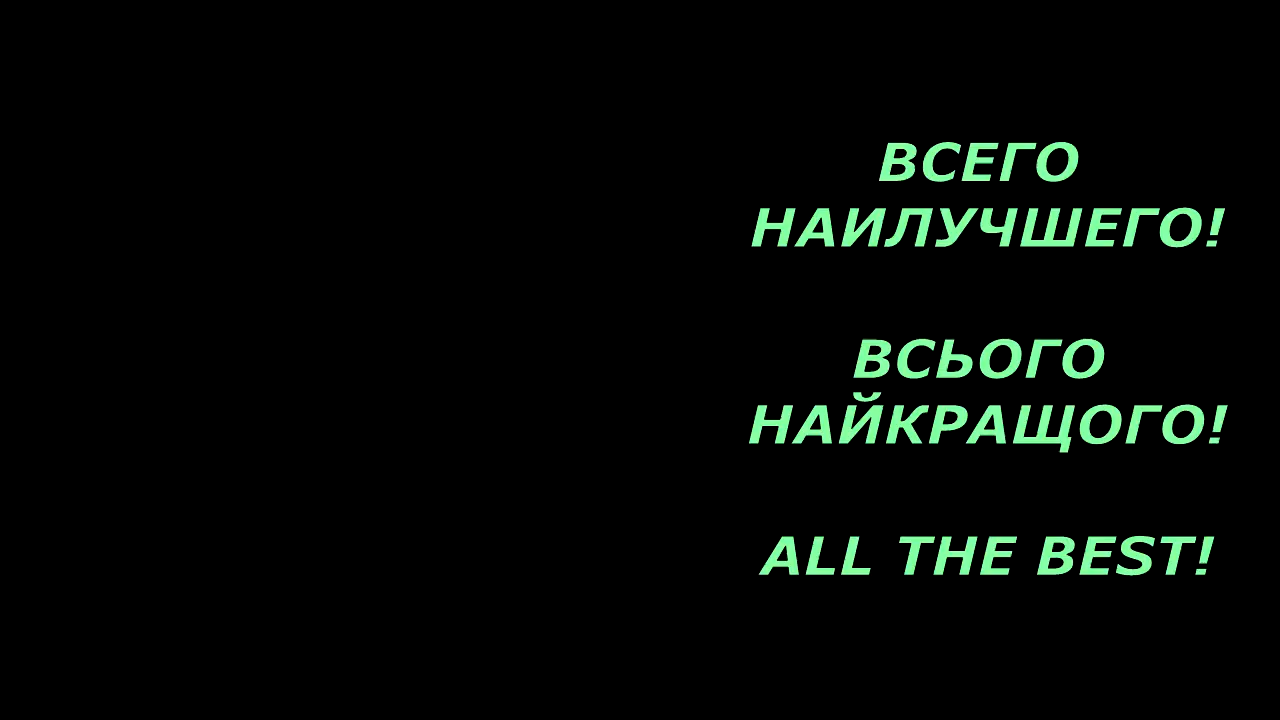 ВСЕГО
НАИЛУЧШЕГО!
ВСЬОГО
НАЙКРАЩОГО!
ALL THE BEST!